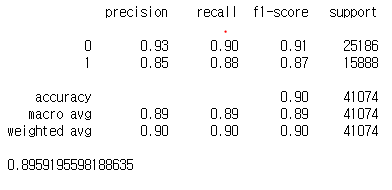 precision recall f1-score support
0 0.93 0.90 0.91 25186
1 0.85 0.88 0.87 15888
accuracy 0.90 41074
macro avg 0.89 0.89 0.89 41074
weighted avg 0.90 0.90 0.90 41074
0.8959195598188635